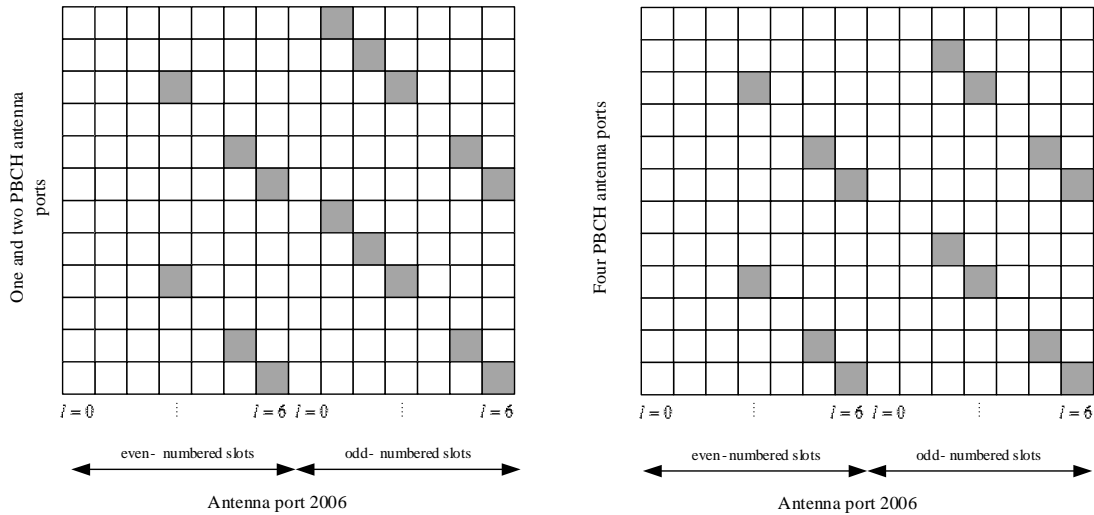 One and two PBCH antenna
ports
l = 0
⋮
l = 6
l = 0
⋮
l = 6
even- numbered slots
odd- numbered slots
Antenna port 2006
Four PBCH antenna ports
l = 0
⋮
l = 6
l = 0
⋮
l = 6
even- numbered slots
odd- numbered slots
Antenna port 2006